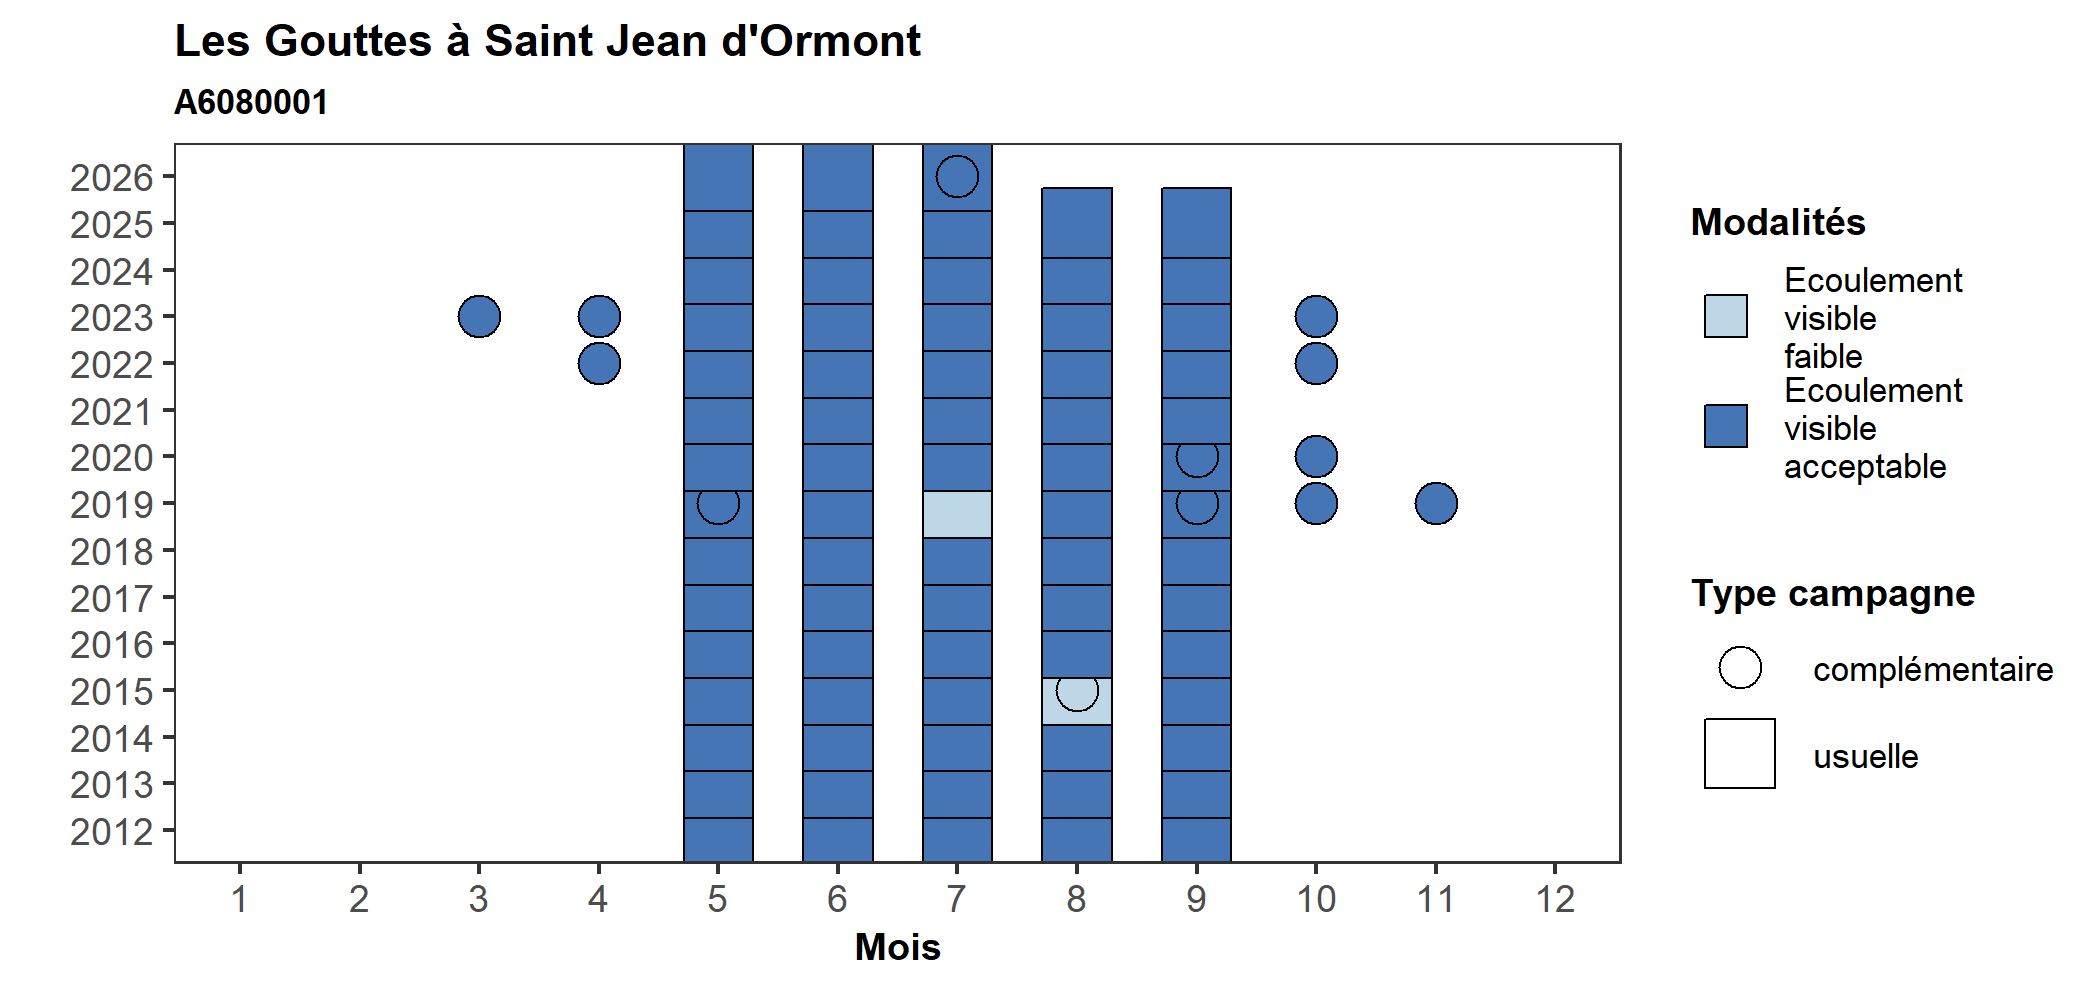 Les Gouttes à Saint Jean d'Ormont
A6080001
2026
2025
2024
2023
2022
2021
2020
2019
2018
2017
2016
2015
2014
2013
2012
1 2 3 4 5 6 7 8 9 10 11 12
Mois
Modalités
Ecoulement
visible
faible
Ecoulement
visible
acceptable
Type campagne
complémentaire
usuelle